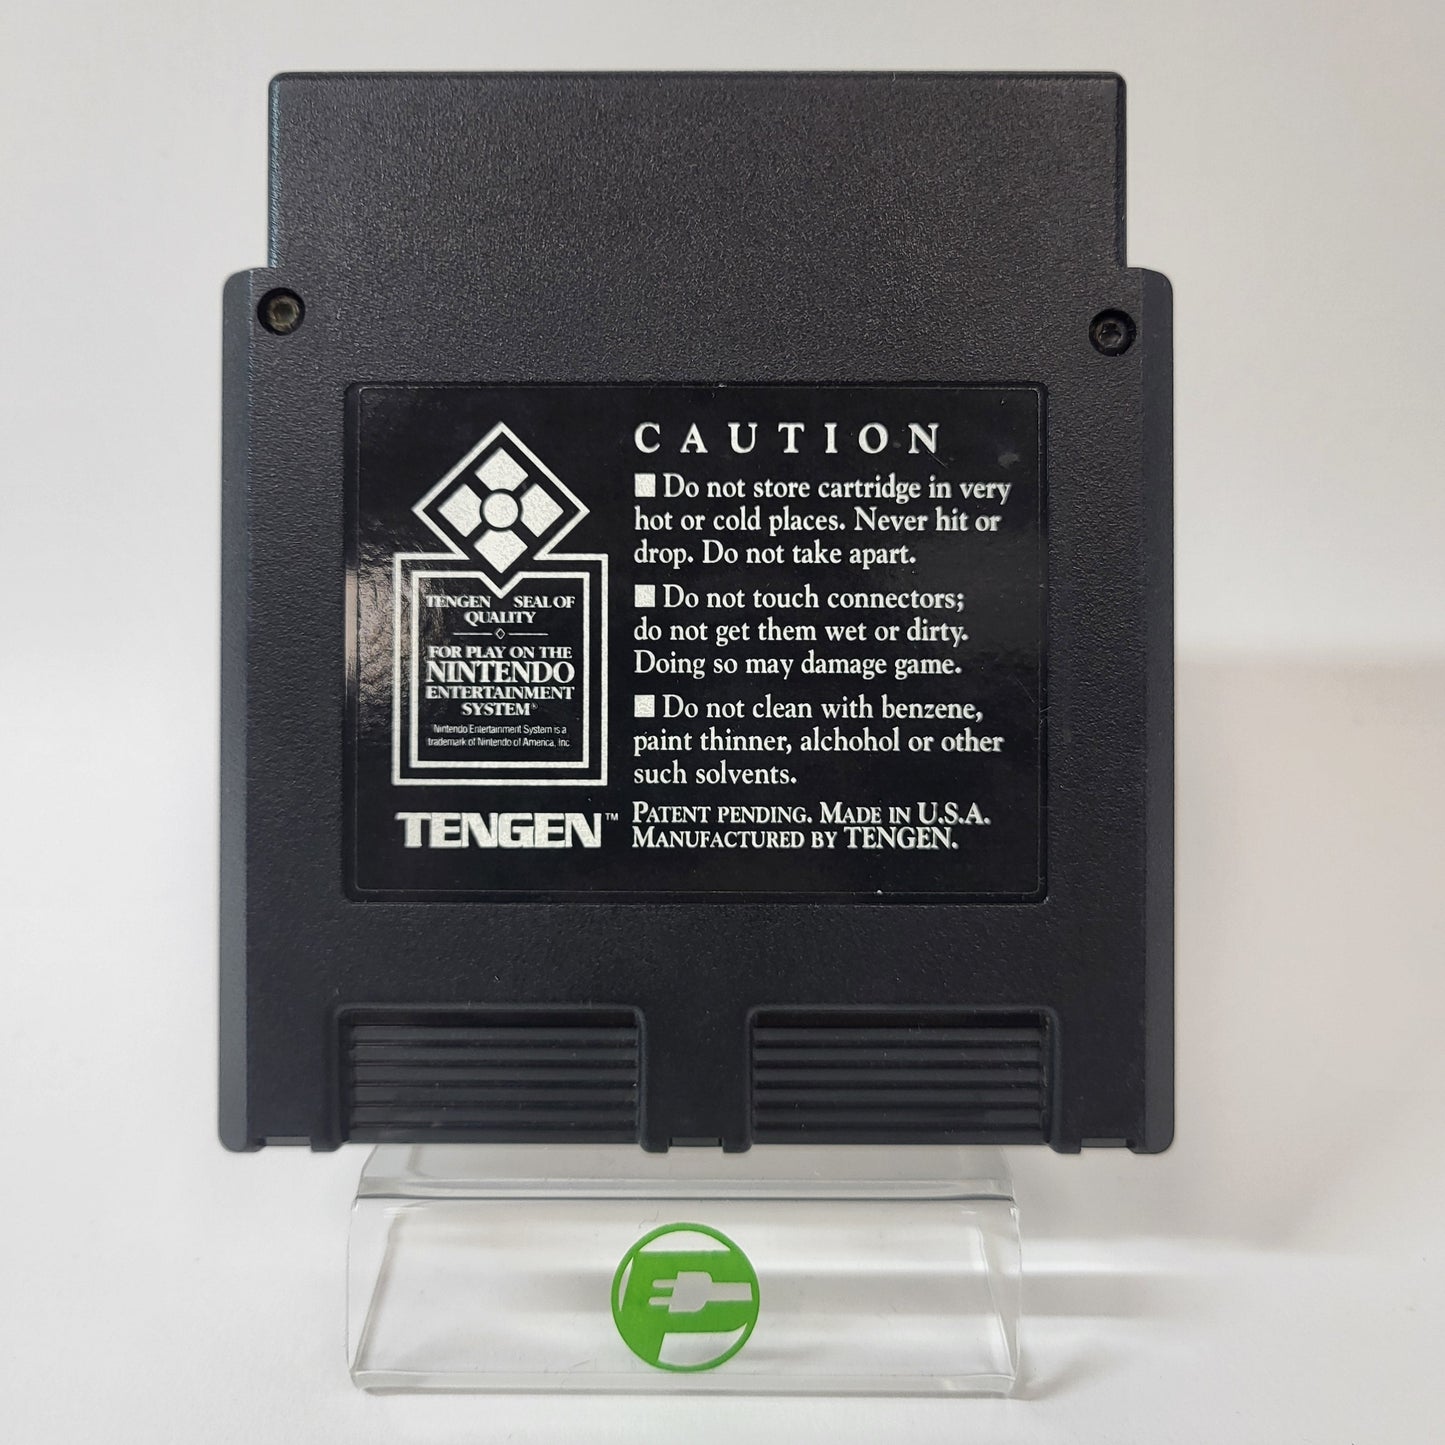 TENGEN SEAL OF
QUALITY
FOR PLAY ON THE
NINTENDO
ENTERTAINMENT
SYSTEM®
Nintendo Entertainment System is a
trademark of Nintendo of America, Inc
TENGEN™
CAUTION
■ Do not store cartridge in very
hot or cold places. Never hit or
drop. Do not take apart.
■ Do not touch connectors;
do not get them wet or dirty.
Doing so may damage game.
■ Do not clean with benzene,
paint thinner, alchohol or other
such solvents.
PATENT PENDING. MADE IN U.S.A.
MANUFACTURED BY TENGEN.